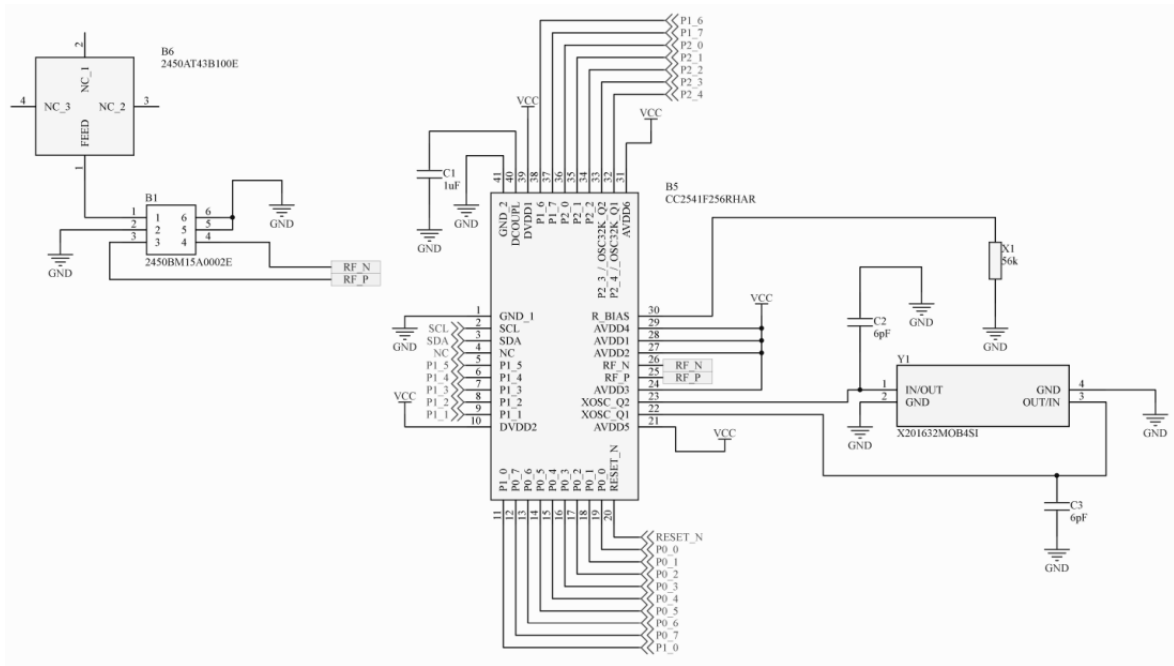 B6
2450AT43B100E
2
NC_1
4
NC_3
NC_2
3
FEED
1
B1
1 1 6 6
2 2 5 5
3 3 4 4
2450BM15A0002E
GND
GND
RF_N
RF_P
P1_6
P1_7
P2_0
P2_1
P2_2
P2_3
P2_4
VCC
VCC
C1
1uF
GND
GND
41 40 39 38 37 36 35 34 33 32 31
GND_2
DCOUPL
DVDD1
P1_6
P1_7
P2_0
P2_1
P2_2
P2_3_/_OSC32K_Q2
P2_4_/_OSC32K_Q1
AVDD6
B5
CC2541F256RHAR
GND
1 GND_1
SCL 2 SCL
SDA 3 SDA
NC 4 NC
P1_5 5 P1_5
P1_4 6 P1_4
P1_3 7 P1_3
P1_2 8 P1_2
P1_1 9 P1_1
VCC
10 DVDD2
R_BIAS 30
AVDD4 29
AVDD1 28
AVDD2 27
RF_N 26 RF_N
RF_P 25 RF_P
AVDD3 24
XOSC_Q2 23
XOSC_Q1 22
AVDD5 21
VCC
VCC
X1
56k
GND
C2
6pF
GND
Y1
1 IN/OUT
2 GND
GND 4
OUT/IN 3
X201632MOB4SI
GND
GND
C3
6pF
GND
P1_0
P0_7
P0_6
P0_5
P0_4
P0_3
P0_2
P0_1
P0_0
RESET_N
11 12 13 14 15 16 17 18 19 20
RESET_N
P0_0
P0_1
P0_2
P0_3
P0_4
P0_5
P0_6
P0_7
P1_0